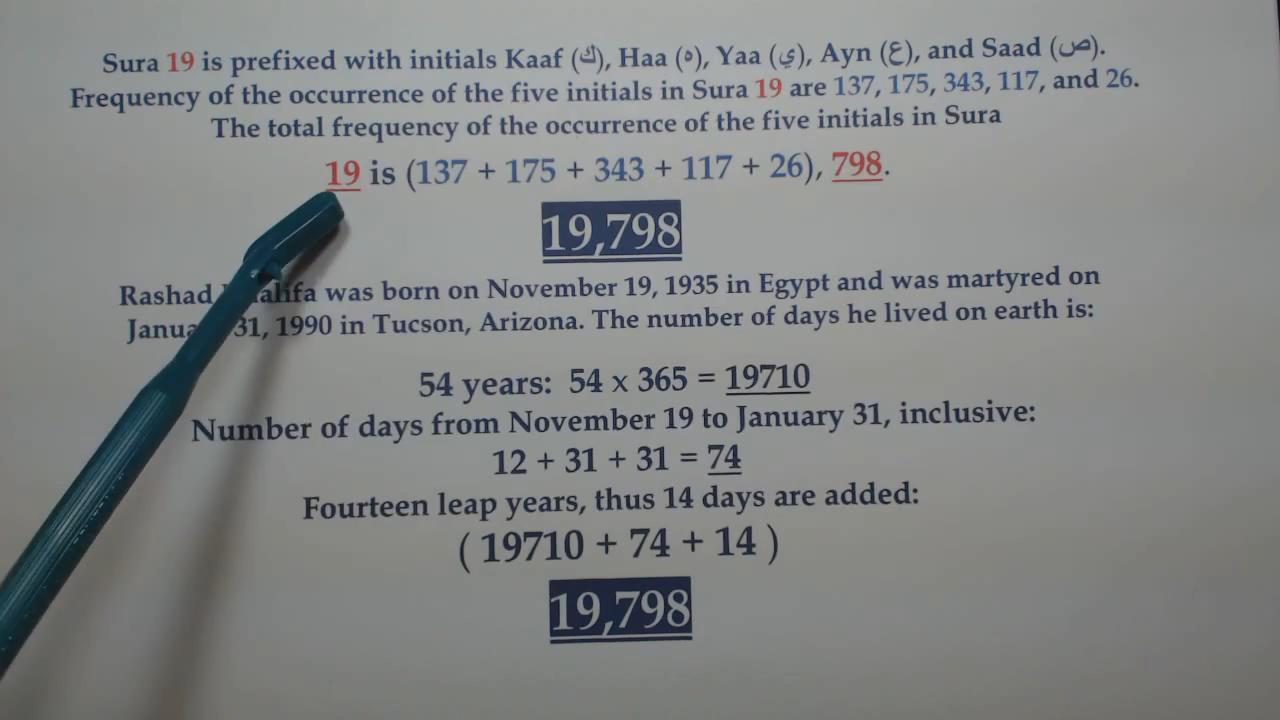 Sura 19 is prefixed with initials Kaaf (ك), Haa (ه), Yaa (ي), Ayn (ع), and Saad (ص).
Frequency of the occurrence of the five initials in Sura 19 are 137, 175, 343, 117, and 26.
The total frequency of the occurrence of the five initials in Sura
19 is (137 + 175 + 343 + 117 + 26), 798.
19,798
Rashad was born on November 19, 1935 in Egypt and was martyred on
31, 1990 in Tucson, Arizona. The number of days he lived on earth is:
54 years: 54 x 365 = 19710
Number of days from November 19 to January 31, inclusive:
12 + 31 + 31 = 74
Fourteen leap years, thus 14 days are added:
( 19710 + 74 + 14 )
19,798